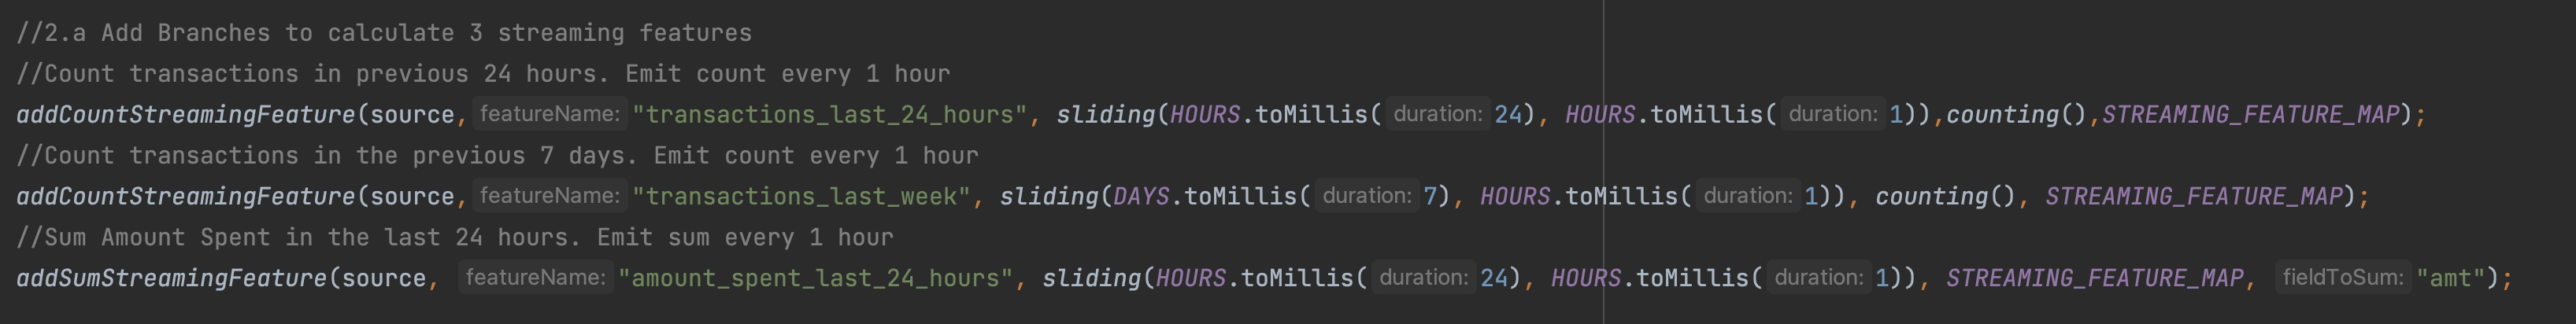 //2.a Add Branches to calculate 3 streaming features
//Count transactions in previous 24 hours. Emit count every 1 hour
addCountStreamingFeature(source, featureName: "transactions_last_24_hours", sliding(HOURS.toMillis( duration: 24), HOURS.toMillis( duration: 1)),counting(),STREAMING_FEATURE_MAP);
//Count transactions in the previous 7 days. Emit count every 1 hour
addCountStreamingFeature(source, featureName: "transactions_last_week", sliding(DAYS.toMillis( duration: 7), HOURS.toMillis( duration: 1)), counting(), STREAMING_FEATURE_MAP);
//Sum Amount Spent in the last 24 hours. Emit sum every 1 hour
addSumStreamingFeature(source, featureName: "amount_spent_last_24_hours", sliding(HOURS.toMillis( duration: 24), HOURS.toMillis( duration: 1)), STREAMING_FEATURE_MAP, fieldToSum: "amt");